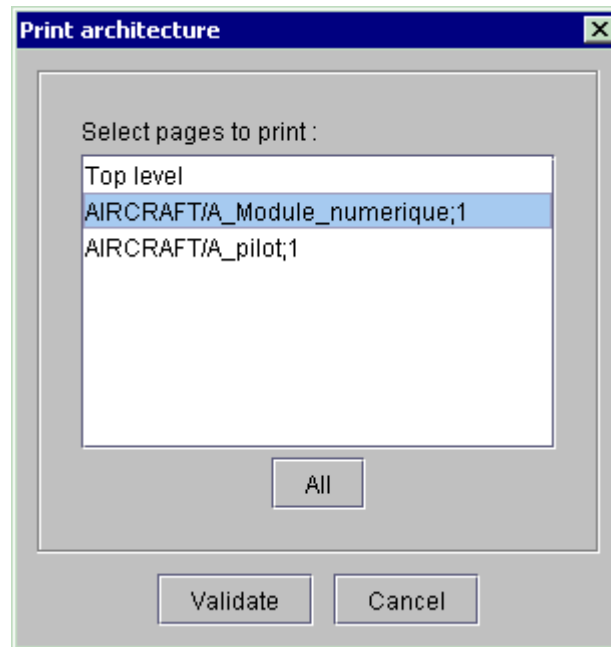 Print architecture
Select pages to print :
Top level
AIRCRAFT/A_Module_numerique;1
AIRCRAFT/A_pilot;1
All
Validate Cancel